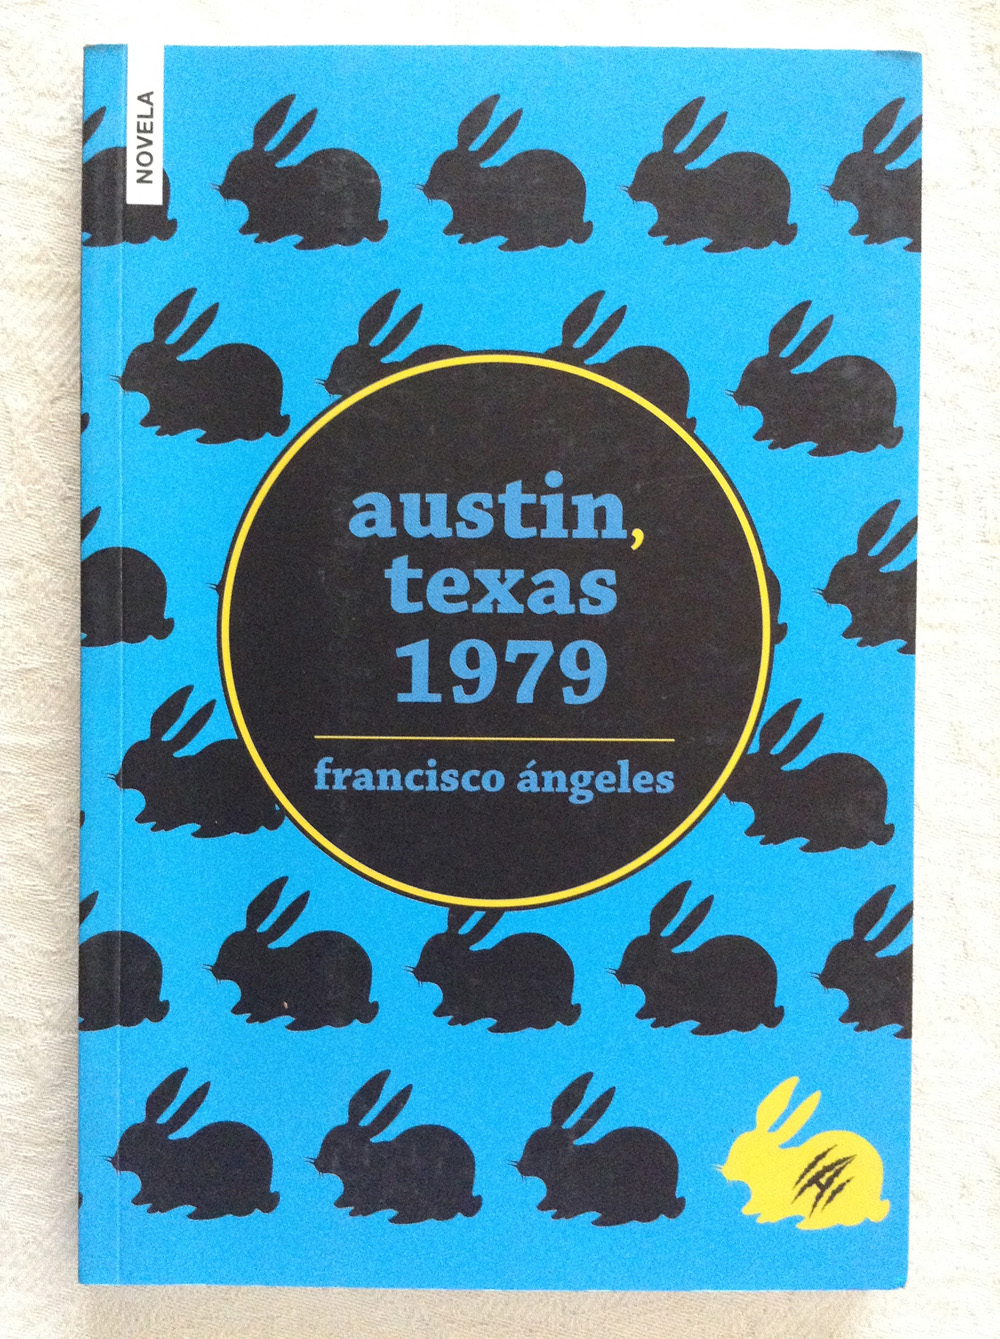 NOVELA
austin,
texas
1979
francisco ángeles